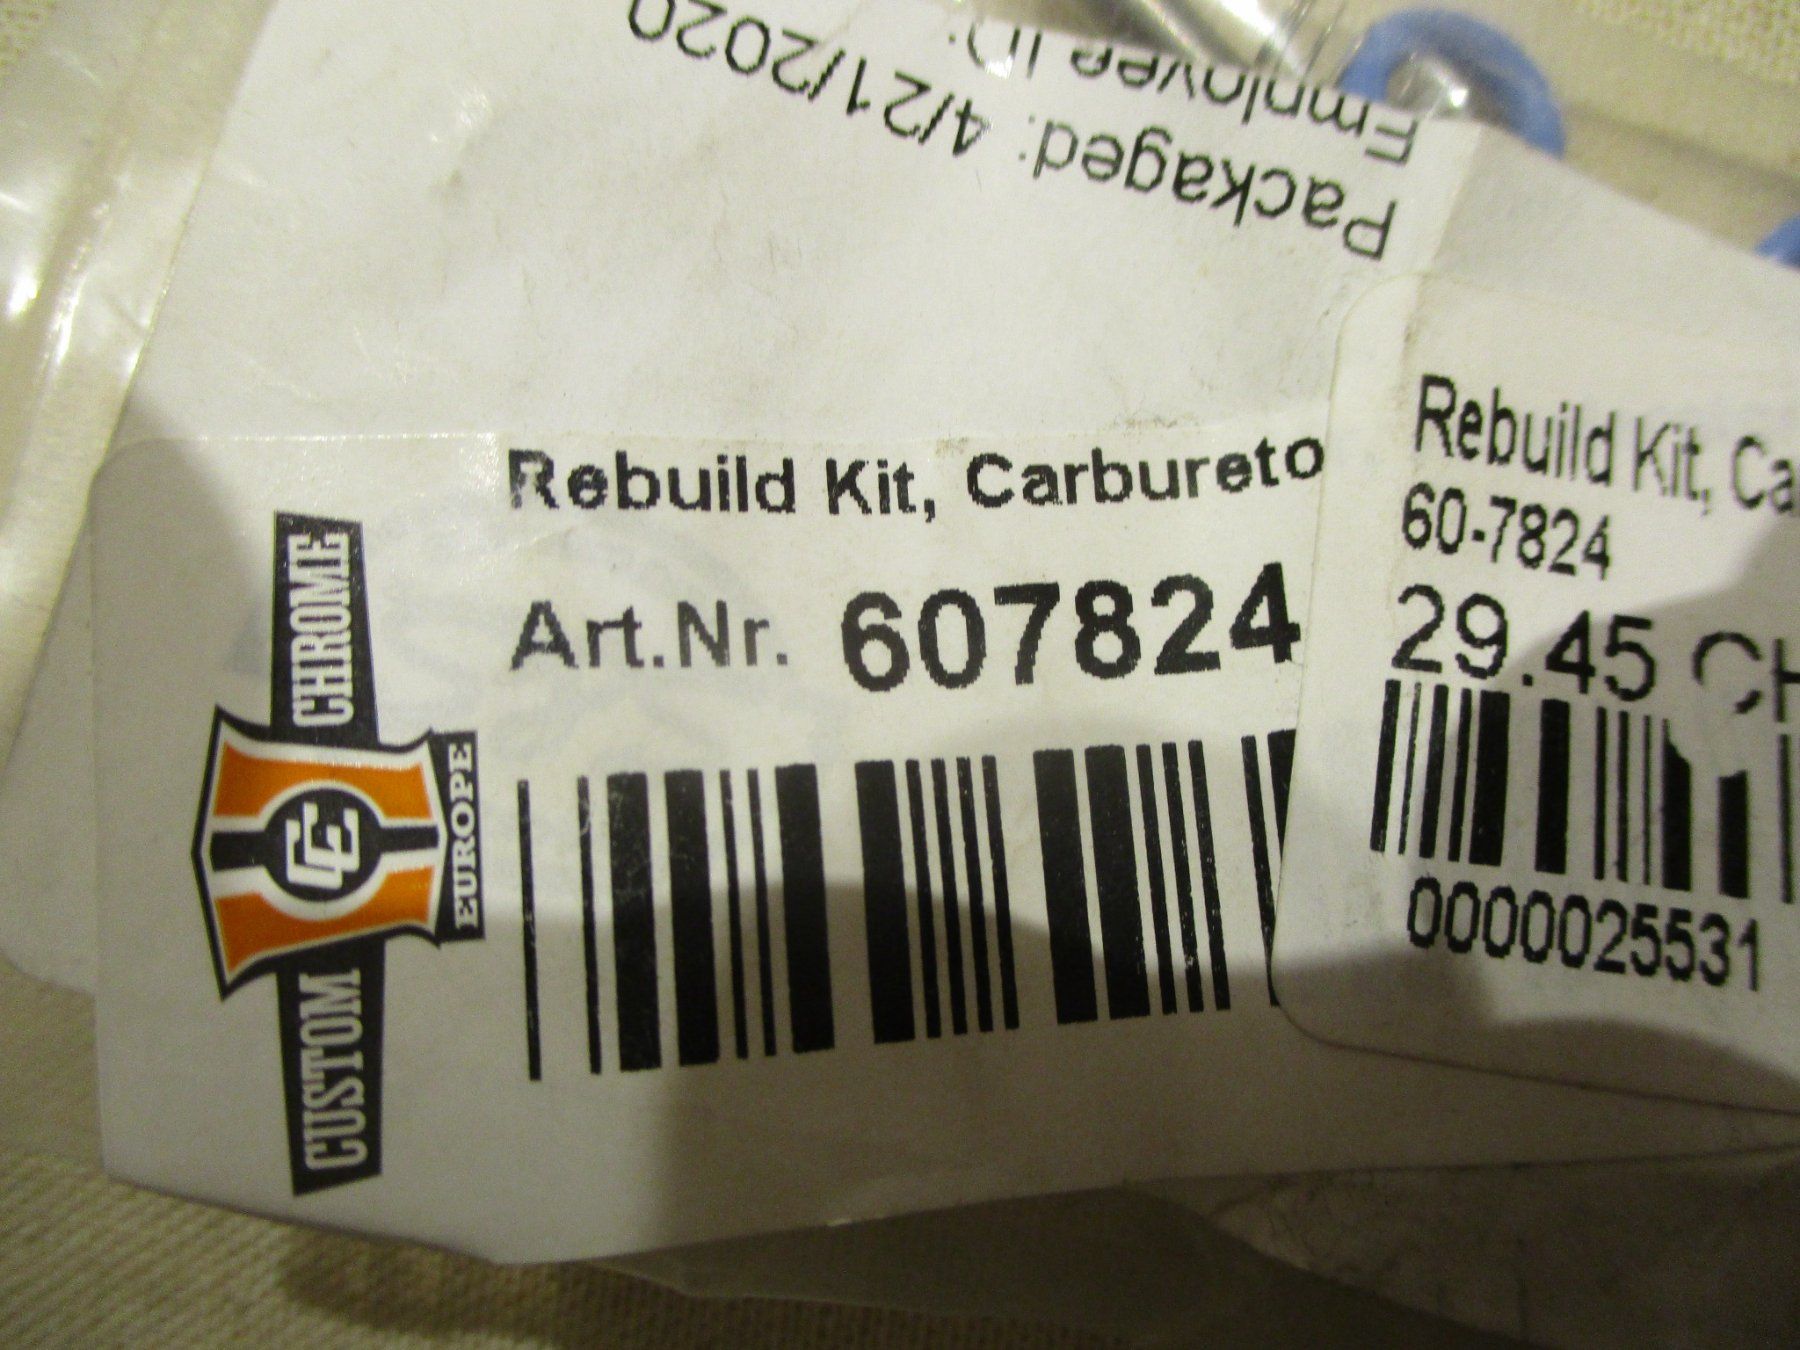 Packaged: 4/21/2020
Employee ID:
Rebuild Kit, Carbureto
Art.Nr. 607824
CUSTOM CHROME
EUROPE
CCE
Rebuild Kit, Ca
60-7824
29.45 CH
0000025531